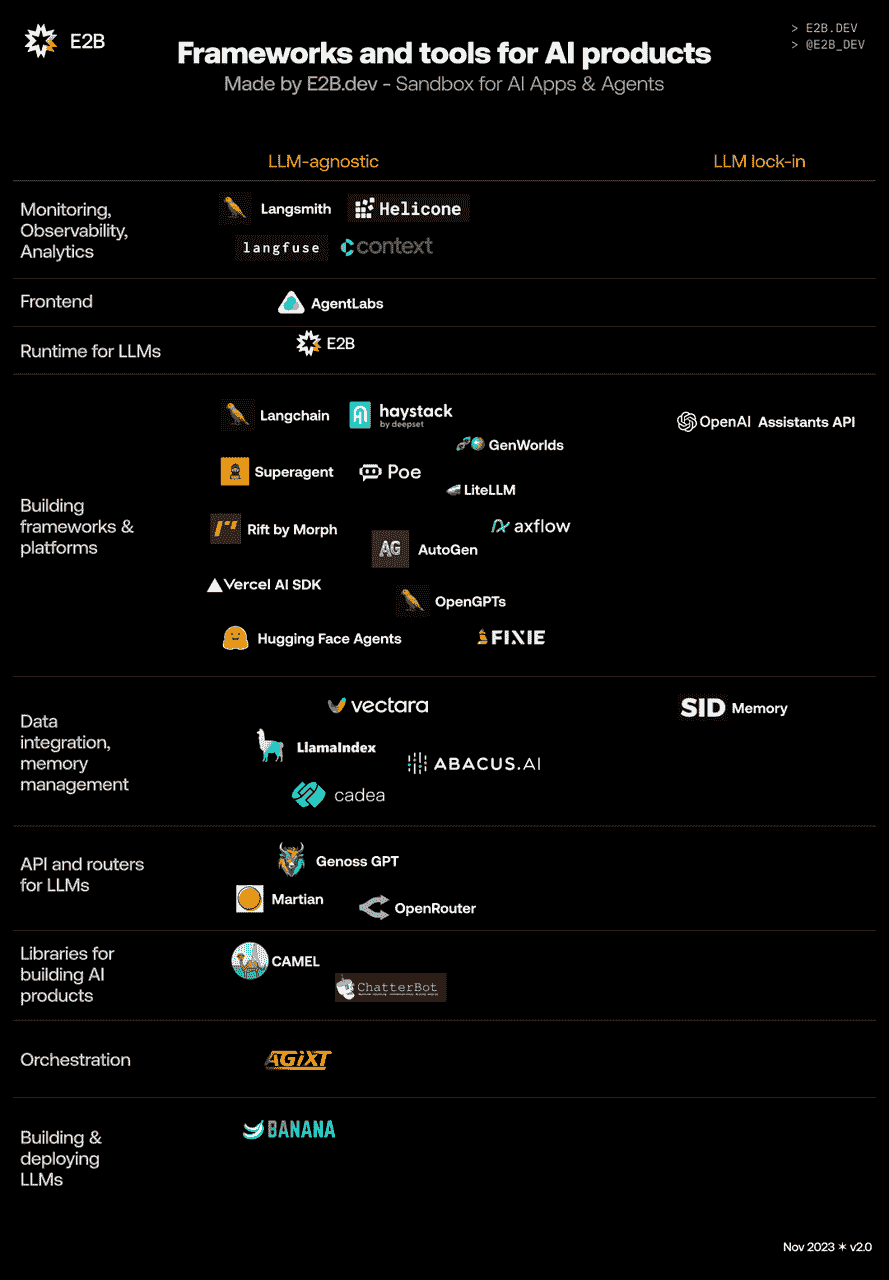 E2B
> E2B.DEV
> @E2B_DEV
Frameworks and tools for AI products
Made by E2B.dev - Sandbox for AI Apps & Agents
LLM-agnostic
LLM lock-in
Monitoring,
Observability,
Analytics
Langsmith
Helicone
langfuse
context
Frontend
AgentLabs
Runtime for LLMs
E2B
Building
frameworks &
platforms
Langchain
haystack
by deepset
OpenAI Assistants API
GenWorlds
Superagent
Poe
LiteLLM
Rift by Morph
axflow
AG AutoGen
Vercel AI SDK
OpenGPTs
Hugging Face Agents
FIXIE
Data
integration,
memory
management
vectara
SID Memory
LlamaIndex
ABACUS.AI
cadea
API and routers
for LLMs
Genoss GPT
Martian
OpenRouter
Libraries for
building AI
products
CAMEL
ChatterBot
Orchestration
AGiXT
Building &
deploying
LLMs
BANANA
Nov 2023 ✶ v2.0